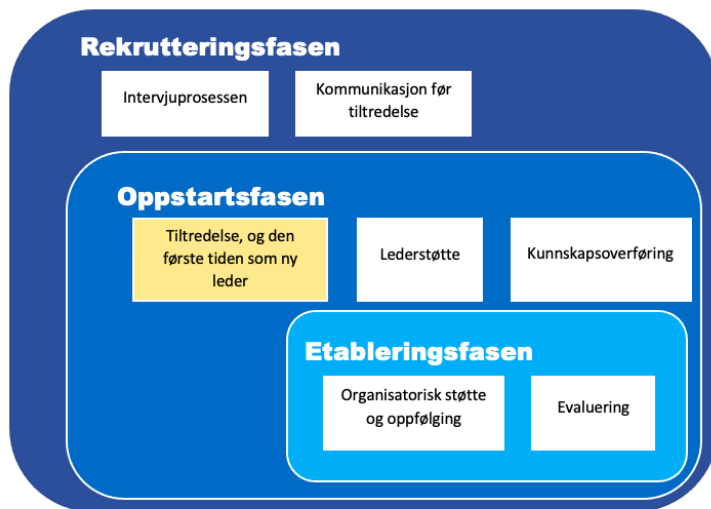 Rekrutteringsfasen
Intervjuprosessen
Kommunikasjon før
tiltredelse
Oppstartsfasen
Tiltredelse, og den
første tiden som ny
leder
Lederstøtte
Kunnskapsoverføring
Etableringsfasen
Organisatorisk støtte
og oppfølging
Evaluering